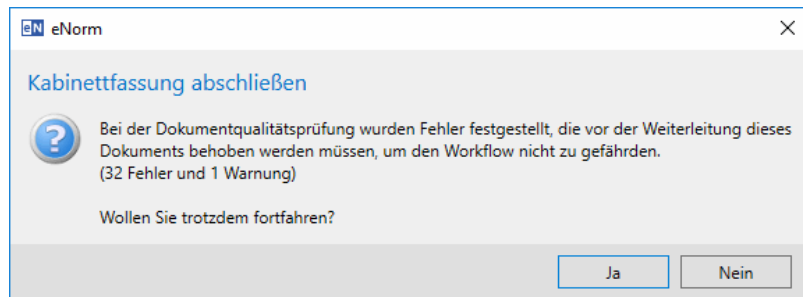 eN eNorm
Kabinettfassung abschließen
Bei der Dokumentqualitätsprüfung wurden Fehler festgestellt, die vor der Weiterleitung dieses
Dokuments behoben werden müssen, um den Workflow nicht zu gefährden.
(32 Fehler und 1 Warnung)
Wollen Sie trotzdem fortfahren?
Ja Nein